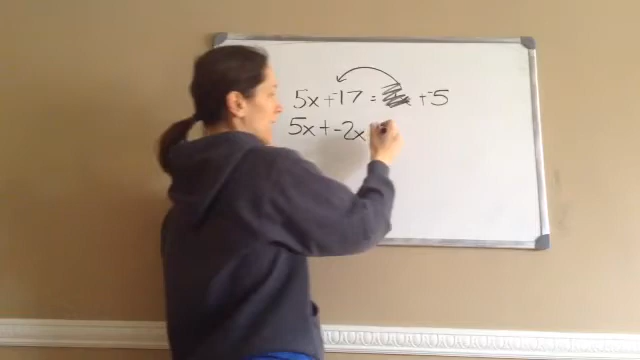 5x + -17 = + -5
5x + -2x